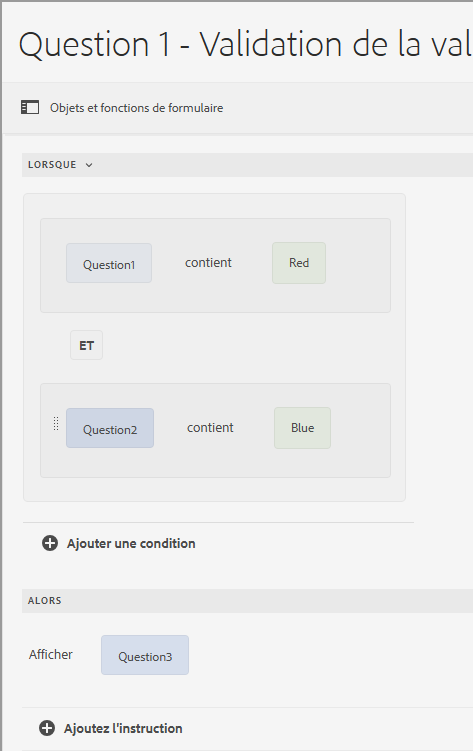 Question 1 - Validation de la val
Objets et fonctions de formulaire
LORSQUE
Question1 contient Red
ET
Question2 contient Blue
Ajouter une condition
ALORS
Afficher Question3
Ajoutez l'instruction